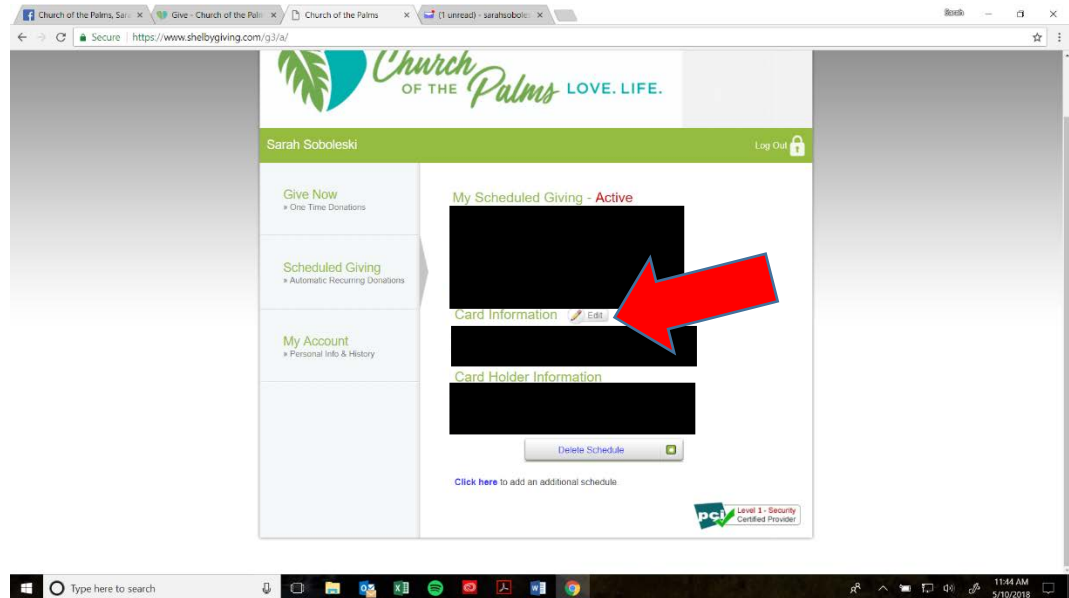 Church of the Palms, Sara
Give - Church of the Palm
Church of the Palms
(1 unread) - sarahsobole
Secure https://www.shelbygiving.com/g3/a/
Church OF THE Palms LOVE. LIFE.
Sarah Soboleski
Log Out
Give Now
» One Time Donations
Scheduled Giving
» Automatic Recurring Donations
My Account
» Personal Info & History
My Scheduled Giving - Active
Card Information Edit
Card Holder Information
Delete Schedule
Click here to add an additional schedule
pci Level 1 - Security
Certified Provider
Type here to search
11:44 AM
5/10/2018